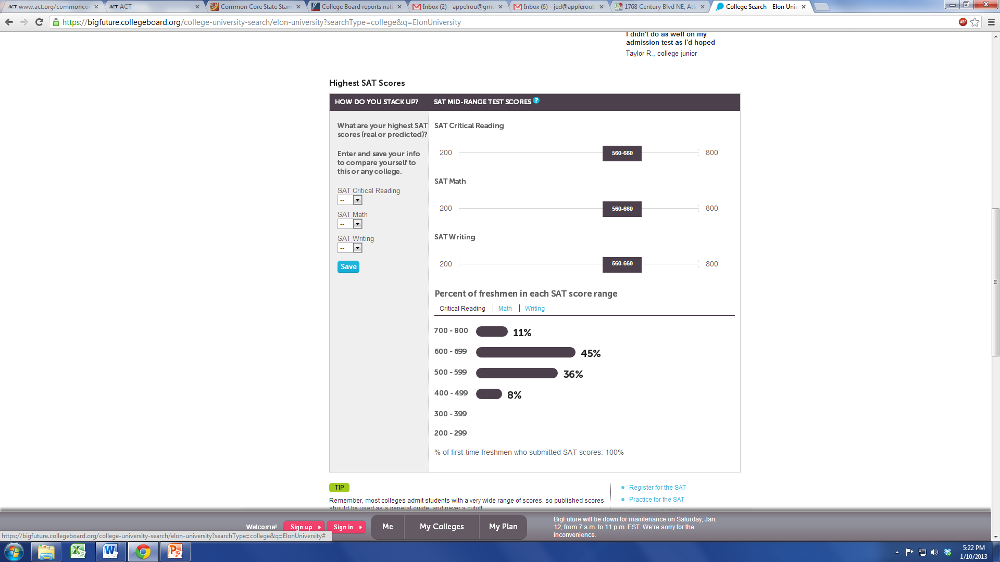 ACT www.act.org/commoncor
ACT ACT
Common Core State Stan
College Board reports nati
Inbox (2) - appelrou@gma
Inbox (6) - jed@applerout
1768 Century Blvd NE, Atla
College Search - Elon Univ
https://bigfuture.collegeboard.org/college-university-search/elon-university?searchType=college&q=ElonUniversity
ABP
I didn't do as well on my
admission test as I'd hoped
Taylor R., college junior
Highest SAT Scores
HOW DO YOU STACK UP?
SAT MID-RANGE TEST SCORES ?
What are your highest SAT
scores (real or predicted)?
Enter and save your info
to compare yourself to
this or any college.
SAT Critical Reading
--
SAT Math
--
SAT Writing
--
Save
SAT Critical Reading
200 560-660 800
SAT Math
200 560-660 800
SAT Writing
200 560-660 800
Percent of freshmen in each SAT score range
Critical Reading | Math | Writing
700 - 800 11%
600 - 699 45%
500 - 599 36%
400 - 499 8%
300 - 399
200 - 299
% of first-time freshmen who submitted SAT scores: 100%
TIP
Remember, most colleges admit students with a very wide range of scores, so published scores
should be used as a general guide, and never a cutoff.
Register for the SAT
Practice for the SAT
Welcome! Sign up Sign in
Me My Colleges My Plan
BigFuture will be down for maintenance on Saturday, Jan.
12, from 7 a.m. to 11 p.m. EST. We're sorry for the
inconvenience.
https://bigfuture.collegeboard.org/college-university-search/elon-university?searchType=college&q=ElonUniversity#
5:22 PM
1/10/2013